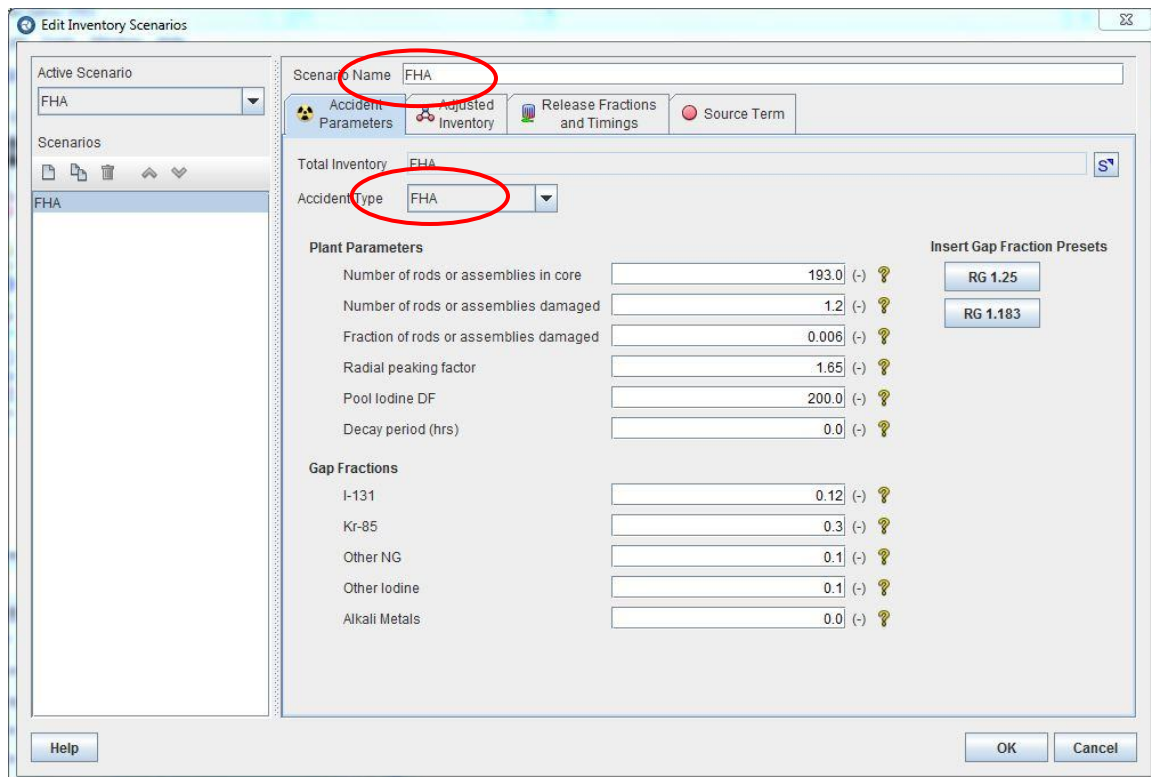 Edit Inventory Scenarios
Active Scenario
FHA
Scenarios
FHA
Scenario Name FHA
Accident Parameters
Adjusted Inventory
Release Fractions and Timings
Source Term
Total Inventory FHA
Accident Type FHA
Plant Parameters
Number of rods or assemblies in core 193.0 (-) ?
Number of rods or assemblies damaged 1.2 (-) ?
Fraction of rods or assemblies damaged 0.006 (-) ?
Radial peaking factor 1.65 (-) ?
Pool Iodine DF 200.0 (-) ?
Decay period (hrs) 0.0 (-) ?
Gap Fractions
I-131 0.12 (-) ?
Kr-85 0.3 (-) ?
Other NG 0.1 (-) ?
Other Iodine 0.1 (-) ?
Alkali Metals 0.0 (-) ?
Insert Gap Fraction Presets
RG 1.25
RG 1.183
S
Help
OK
Cancel